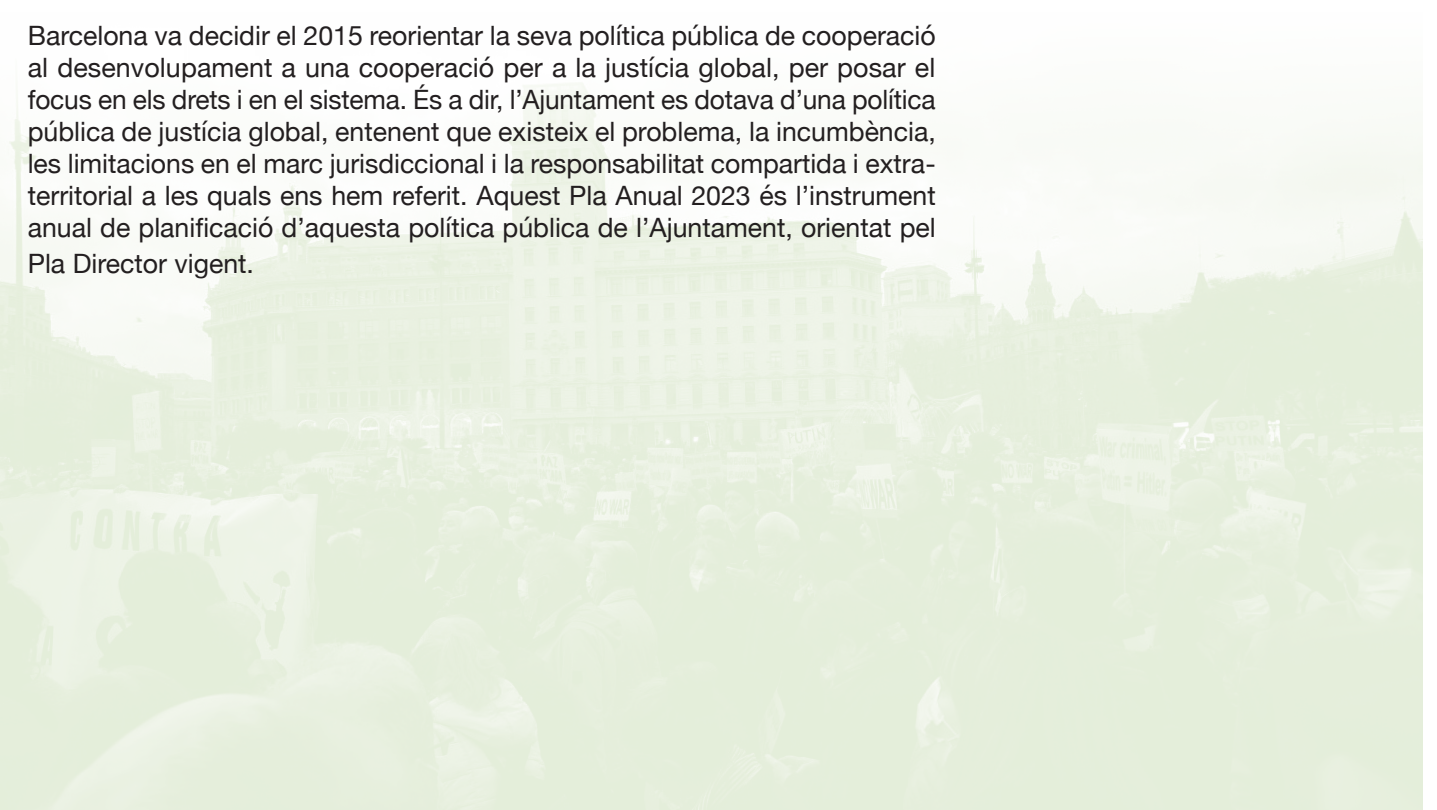 Barcelona va decidir el 2015 reorientar la seva política pública de cooperació
al desenvolupament a una cooperació per a la justícia global, per posar el
focus en els drets i en el sistema. És a dir, l’Ajuntament es dotava d’una política
pública de justícia global, entenent que existeix el problema, la incumbència,
les limitacions en el marc jurisdiccional i la responsabilitat compartida i extra-
territorial a les quals ens hem referit. Aquest Pla Anual 2023 és l’instrument
anual de planificació d’aquesta política pública de l’Ajuntament, orientat pel
Pla Director vigent.
CONTRA
NO WAR